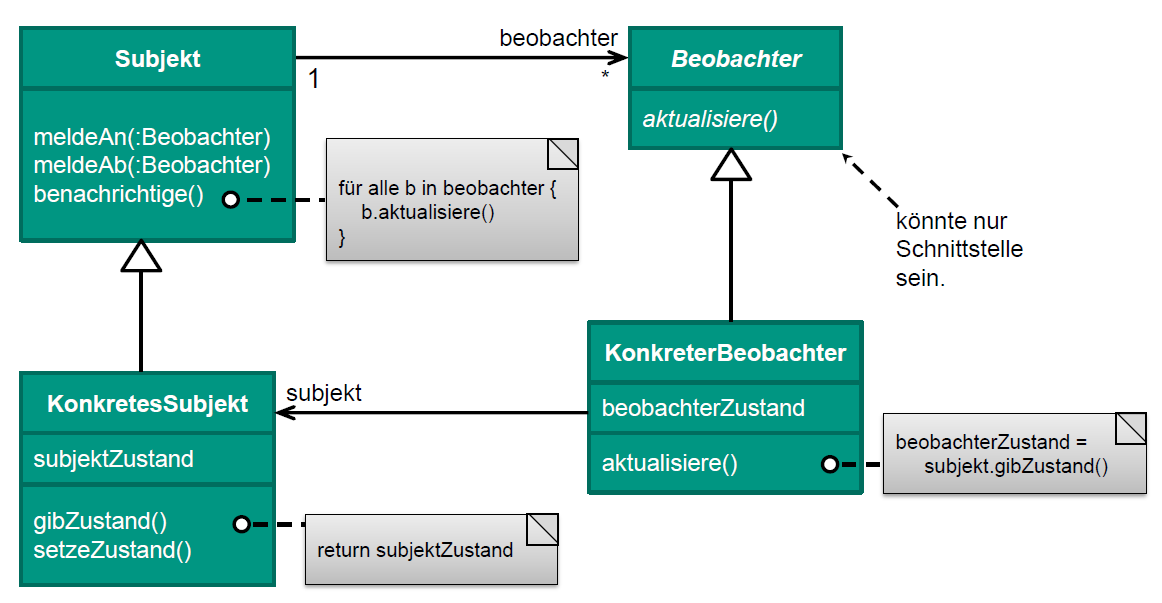 Subjekt
meldeAn(:Beobachter)
meldeAb(:Beobachter)
benachrichtige()
beobachter
1
*
Beobachter
aktualisiere()
für alle b in beobachter {
b.aktualisiere()
}
könnte nur
Schnittstelle
sein.
KonkretesSubjekt
subjektZustand
gibZustand()
setzeZustand()
return subjektZustand
subjekt
KonkreterBeobachter
beobachterZustand
aktualisiere()
beobachterZustand =
subjekt.gibZustand()